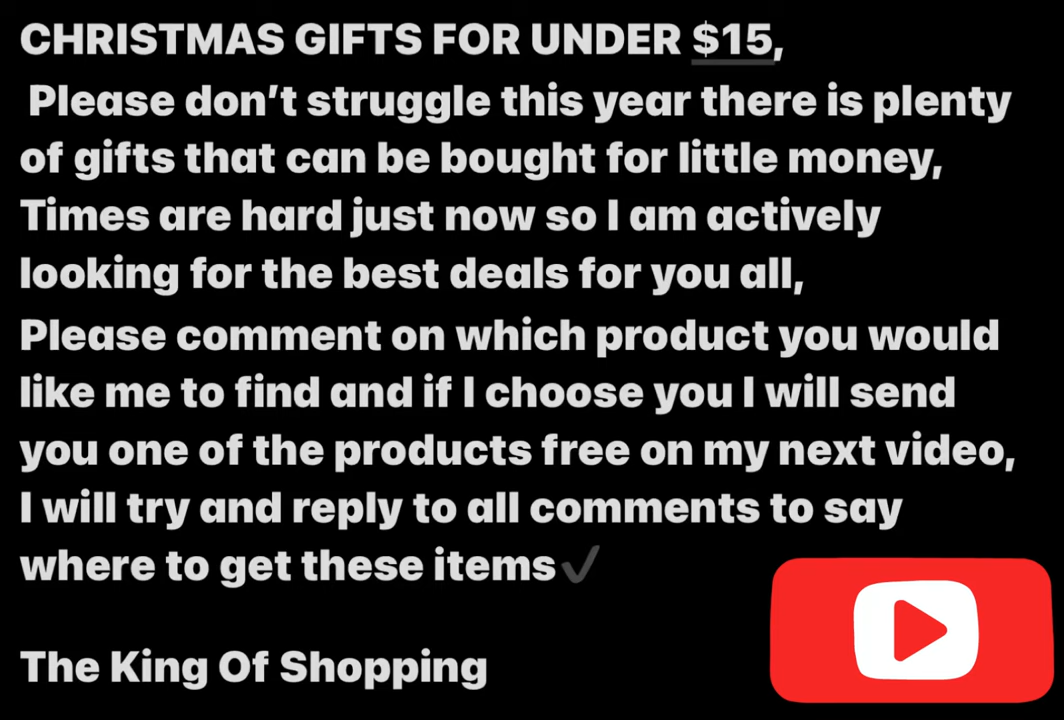 CHRISTMAS GIFTS FOR UNDER $15,
Please don’t struggle this year there is plenty
of gifts that can be bought for little money,
Times are hard just now so I am actively
looking for the best deals for you all,
Please comment on which product you would
like me to find and if I choose you I will send
you one of the products free on my next video,
I will try and reply to all comments to say
where to get these items✓
The King Of Shopping